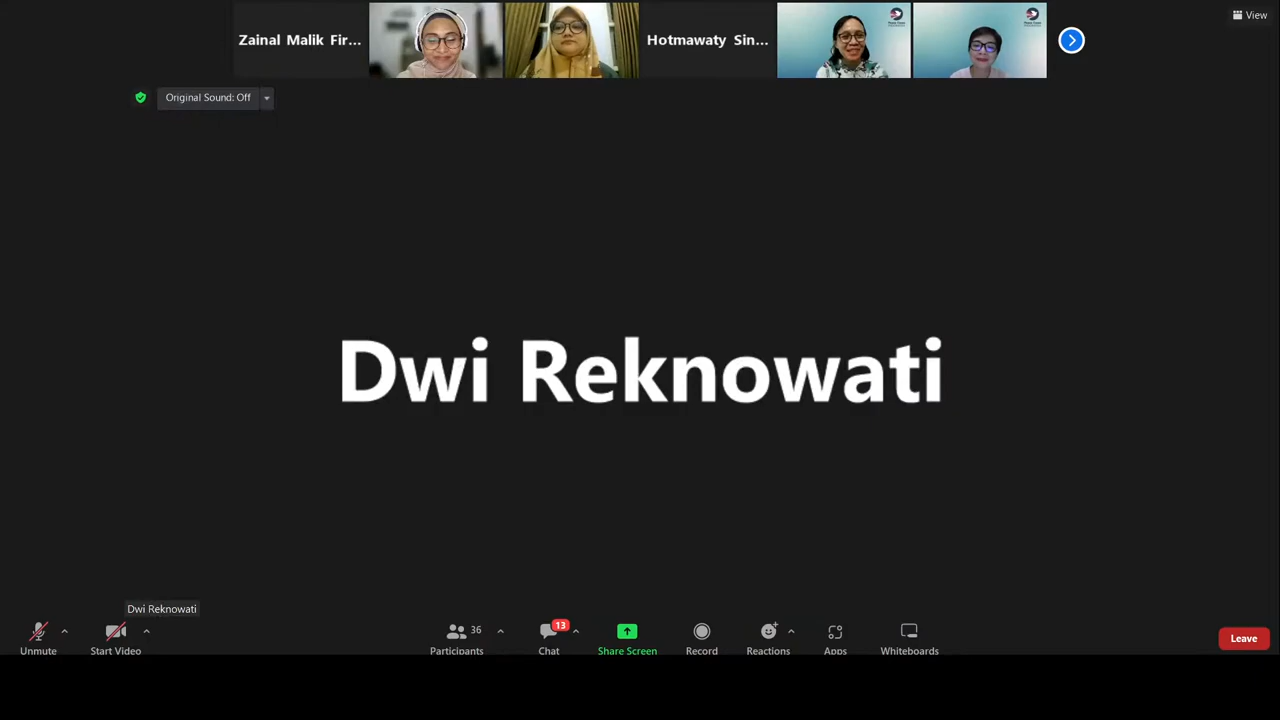 Zainal Malik Fir...
Hotmawaty Sin...
View
Original Sound: Off
Dwi Reknowati
Dwi Reknowati
Unmute
Start Video
36
Participants
13
Chat
Share Screen
Record
Reactions
Apps
Whiteboards
Leave